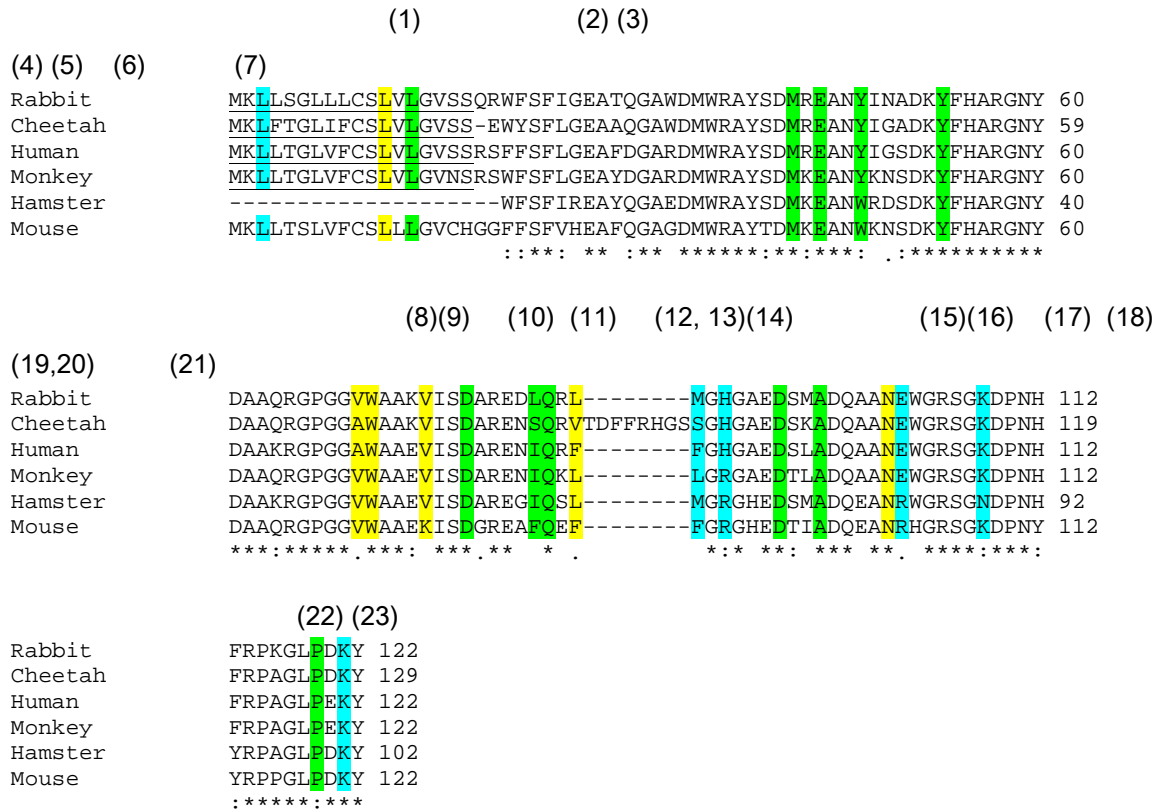 (1) (2) (3)
(4) (5) (6) (7)
Rabbit MKLLSGLLLCSLVLGVSSQRWFSFIGEATQGAWDMWRAYSDMREANYINADKYFHARGNY 60
Cheetah MKLFTGLIFCSLVLGVSS-EWYSFLGEAAQGAWDMWRAYSDMREANYIGADKYFHARGNY 59
Human MKLLTGLVFCSLVLGVSSRSFFSFLGEAFDGARDMWRAYSDMREANYIGSDKYFHARGNY 60
Monkey MKLLTGLVFCSLVLGVNSRSWFSFLGEAYDGARDMWRAYSDMKEANYKNSDKYFHARGNY 60
Hamster --------------------WFSFIREAYQGAEDMWRAYSDMKEANWRDSDKYFHARGNY 40
Mouse MKLLTSLVFCSLLLGVCHGGFFSFVHEAFQGAGDMWRAYTDMKEANWKNSDKYFHARGNY 60
::**: ** :** ******:**:***: .:**********
(8)(9) (10) (11) (12, 13)(14) (15)(16) (17) (18)
(19,20) (21)
Rabbit DAAQRGPGGVWAAKVISDAREDLQRL--------MGHGAEDSMADQAANEWGRSGKDPNH 112
Cheetah DAAQRGPGGAWAAKVISDARENSQRVTDFFRHGSSGHGAEDSKADQAANEWGRSGKDPNH 119
Human DAAKRGPGGAWAAEVISDARENIQRF--------FGHGAEDSLADQAANEWGRSGKDPNH 112
Monkey DAAQRGPGGVWAAEVISDARENIQKL--------LGRGAEDTLADQAANEWGRSGKDPNH 112
Hamster DAAKRGPGGVWAAEVISDAREGIQSL--------MGRGHEDSMADQEANRWGRSGNDPNH 92
Mouse DAAQRGPGGVWAAEKISDGREAFQEF--------FGRGHEDTIADQEANRHGRSGKDPNY 112
***:*****.***: ***.** * . *:* **: *** **. ****:***:
(22) (23)
Rabbit FRPKGLPDKY 122
Cheetah FRPAGLPDKY 129
Human FRPAGLPEKY 122
Monkey FRPAGLPEKY 122
Hamster YRPAGLPDKY 102
Mouse YRPPGLPDKY 122
:*****:***